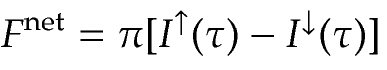 F^net = π[I^↑(τ) − I^↓(τ)]